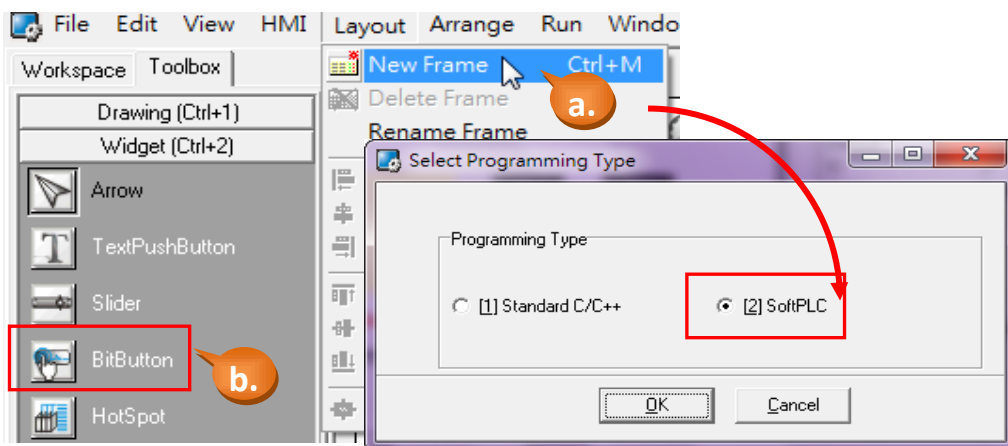 File Edit View HMI Layout Arrange Run Windo
Workspace Toolbox
New Frame Ctrl+M
Drawing (Ctrl+1)
Delete Frame
a.
Widget (Ctrl+2)
Rename Frame
Select Programming Type
Arrow
Programming Type
TextPushButton
[1] Standard C/C++ [2] SoftPLC
Slider
BitButton
b.
HotSpot
OK Cancel